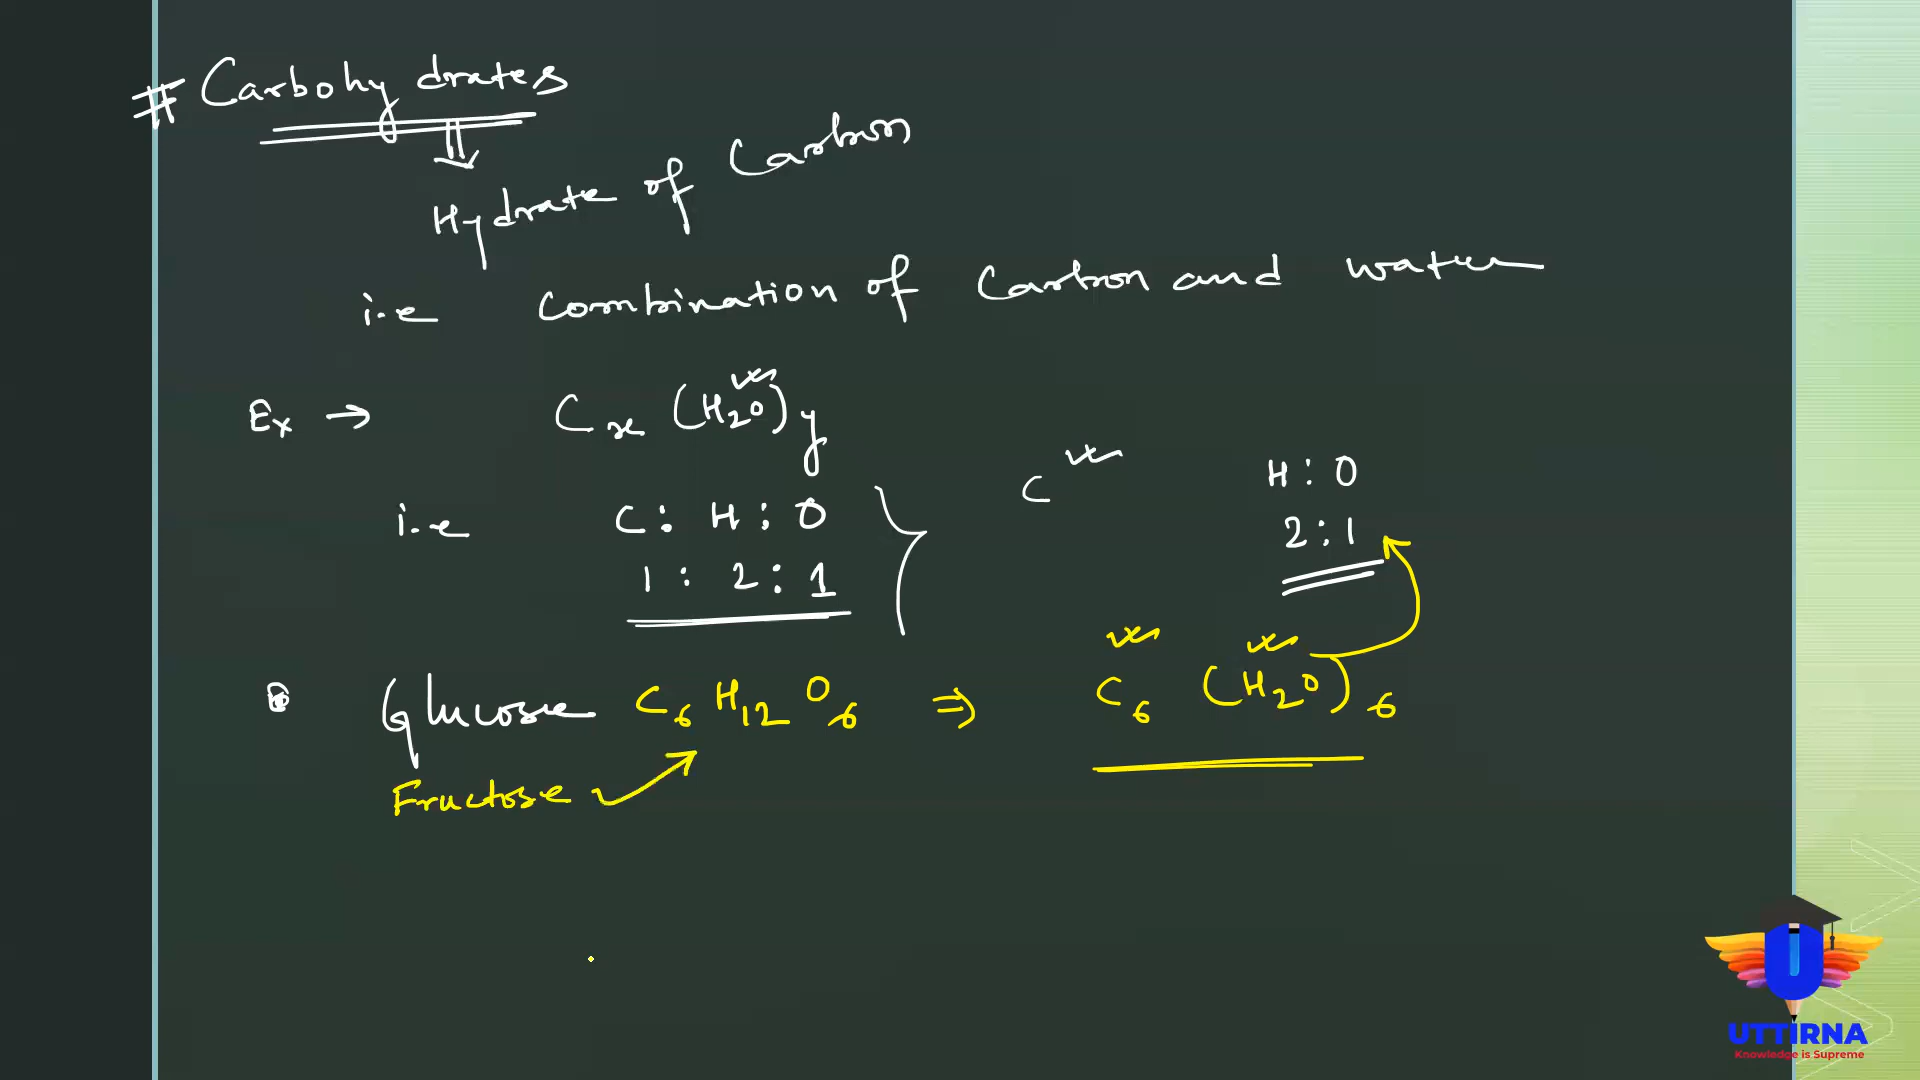 # Carbohydrates
Hydrate of Carbon
i.e combination of Carbon and water
Ex → Cx (H2O)y
i.e C : H : O
1 : 2 : 1
C
H : O
2 : 1
Glucose C6 H12 O6 ⇒ C6 (H2O)6
Fructose
UTTIRNA
Knowledge is Supreme